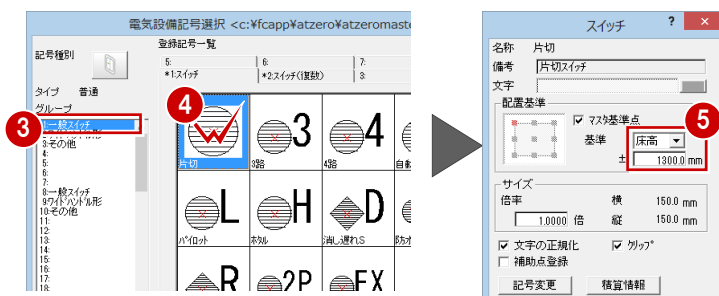 電気設備記号選択 <c:¥fcapp¥atzero¥atzeromaste
記号種別
登録記号一覧
5:
6:
7:
*1:スイッチ
*2:スイッチ(複数)
3:
タイプ 普通
グループ
1:一般スイッチ
3:その他
4:
5:
6:
7:
8:一般スイッチ
9:ワイドハンドル形
10:その他
11:
12:
13:
14:
15:
16:
17:
18:
3
4
片切
3
3路
4
4路
自動
L
パイロット
H
ホタル
D
消し遅れS
防水
R
2P
EX
スイッチ
? ×
名称 片切
備考 片切スイッチ
文字
配置基準
マスタ基準点
基準 床高
5
± 1300.0 mm
サイズ
倍率 横 150.0 mm
1.0000 倍 縦 150.0 mm
文字の正規化 クリップ
補助点登録
記号変更 積算情報